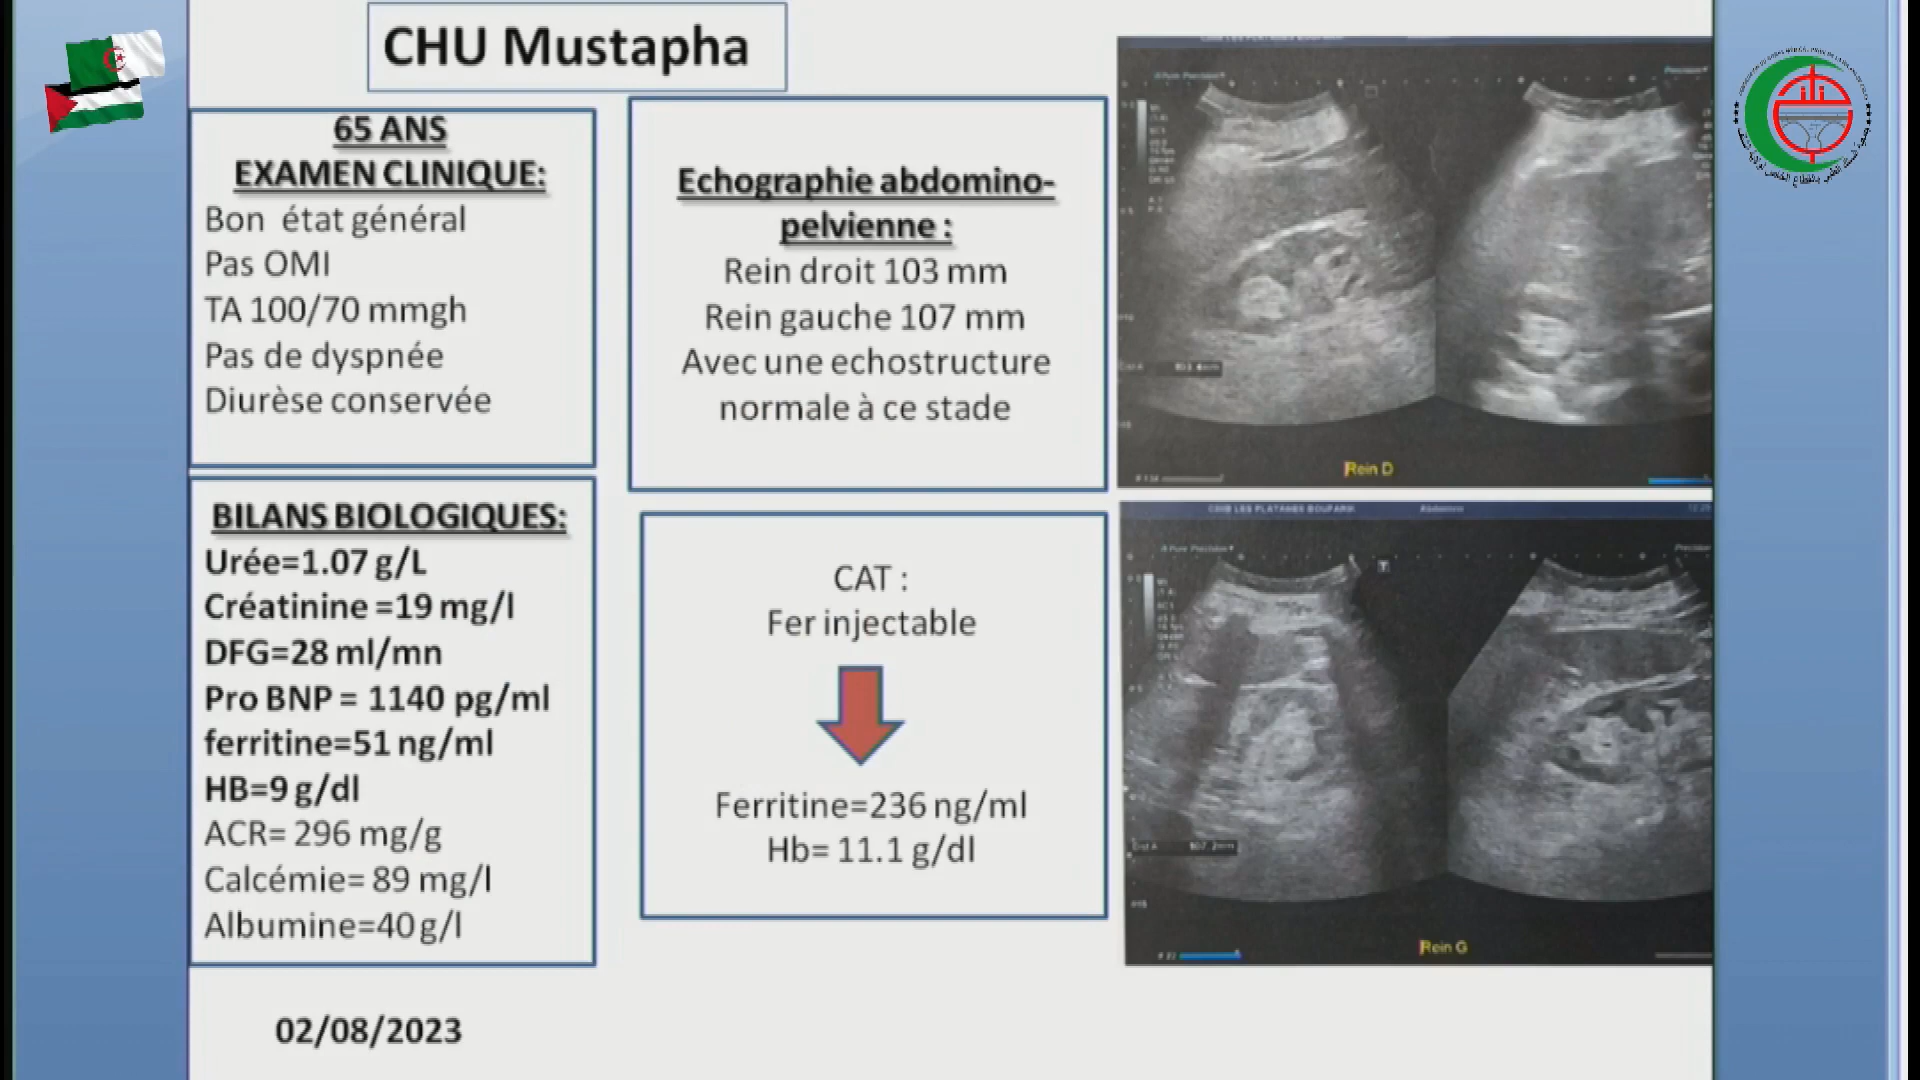 CHU Mustapha
65 ANS
EXAMEN CLINIQUE:
Bon état général
Pas OMI
TA 100/70 mmgh
Pas de dyspnée
Diurèse conservée
BILANS BIOLOGIQUES:
Urée=1.07 g/L
Créatinine =19 mg/l
DFG=28 ml/mn
Pro BNP = 1140 pg/ml
ferritine=51 ng/ml
HB=9 g/dl
ACR= 296 mg/g
Calcémie= 89 mg/l
Albumine=40 g/l
02/08/2023
Echographie abdomino-
pelvienne :
Rein droit 103 mm
Rein gauche 107 mm
Avec une echostructure
normale à ce stade
CAT :
Fer injectable
Ferritine=236 ng/ml
Hb= 11.1 g/dl
Rein D
Abdomen
Rein G